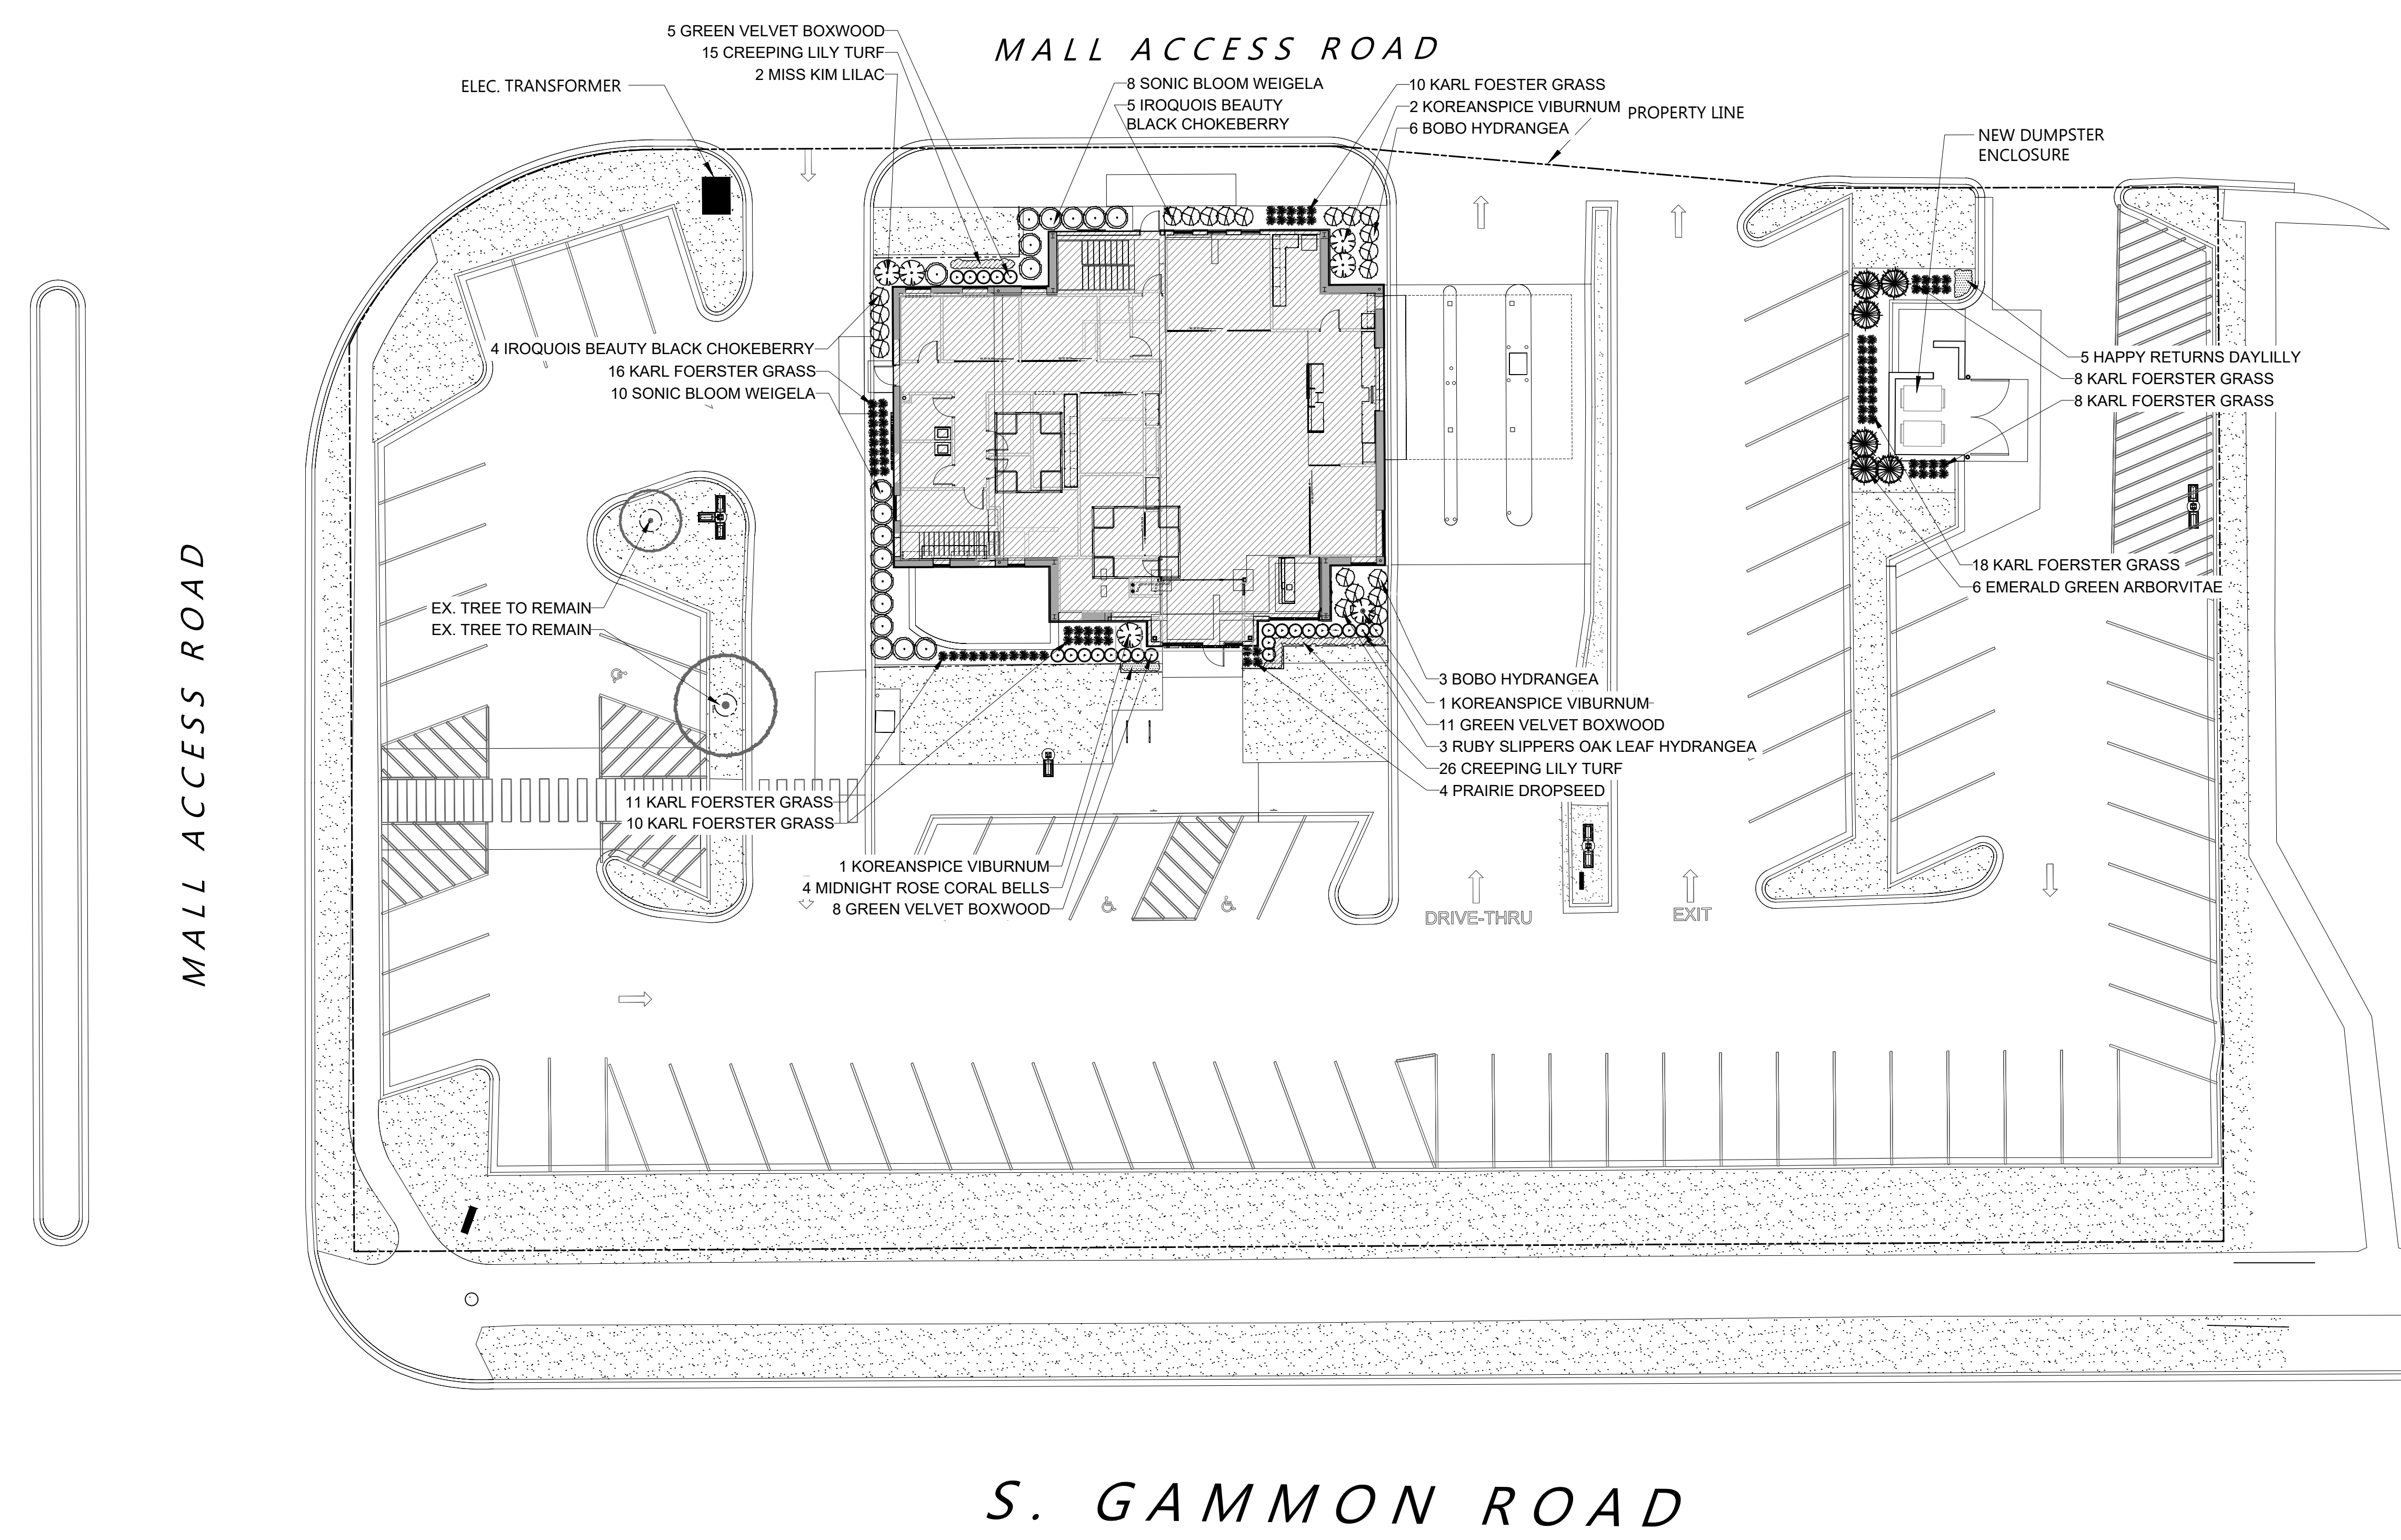 5 GREEN VELVET BOXWOOD
15 CREEPING LILY TURF
2 MISS KIM LILAC
MALL ACCESS ROAD
ELEC. TRANSFORMER
8 SONIC BLOOM WEIGELA
5 IROQUOIS BEAUTY
BLACK CHOKEBERRY
10 KARL FOESTER GRASS
2 KOREANSPICE VIBURNUM
6 BOBO HYDRANGEA
PROPERTY LINE
NEW DUMPSTER
ENCLOSURE
4 IROQUOIS BEAUTY BLACK CHOKEBERRY
16 KARL FOERSTER GRASS
10 SONIC BLOOM WEIGELA
5 HAPPY RETURNS DAYLILLY
8 KARL FOERSTER GRASS
8 KARL FOERSTER GRASS
18 KARL FOERSTER GRASS
6 EMERALD GREEN ARBORVITAE
EX. TREE TO REMAIN
EX. TREE TO REMAIN
MALL ACCESS ROAD
3 BOBO HYDRANGEA
1 KOREANSPICE VIBURNUM
11 GREEN VELVET BOXWOOD
3 RUBY SLIPPERS OAK LEAF HYDRANGEA
26 CREEPING LILY TURF
4 PRAIRIE DROPSEED
11 KARL FOERSTER GRASS
10 KARL FOERSTER GRASS
1 KOREANSPICE VIBURNUM
4 MIDNIGHT ROSE CORAL BELLS
8 GREEN VELVET BOXWOOD
DRIVE-THRU
EXIT
S. GAMMON ROAD